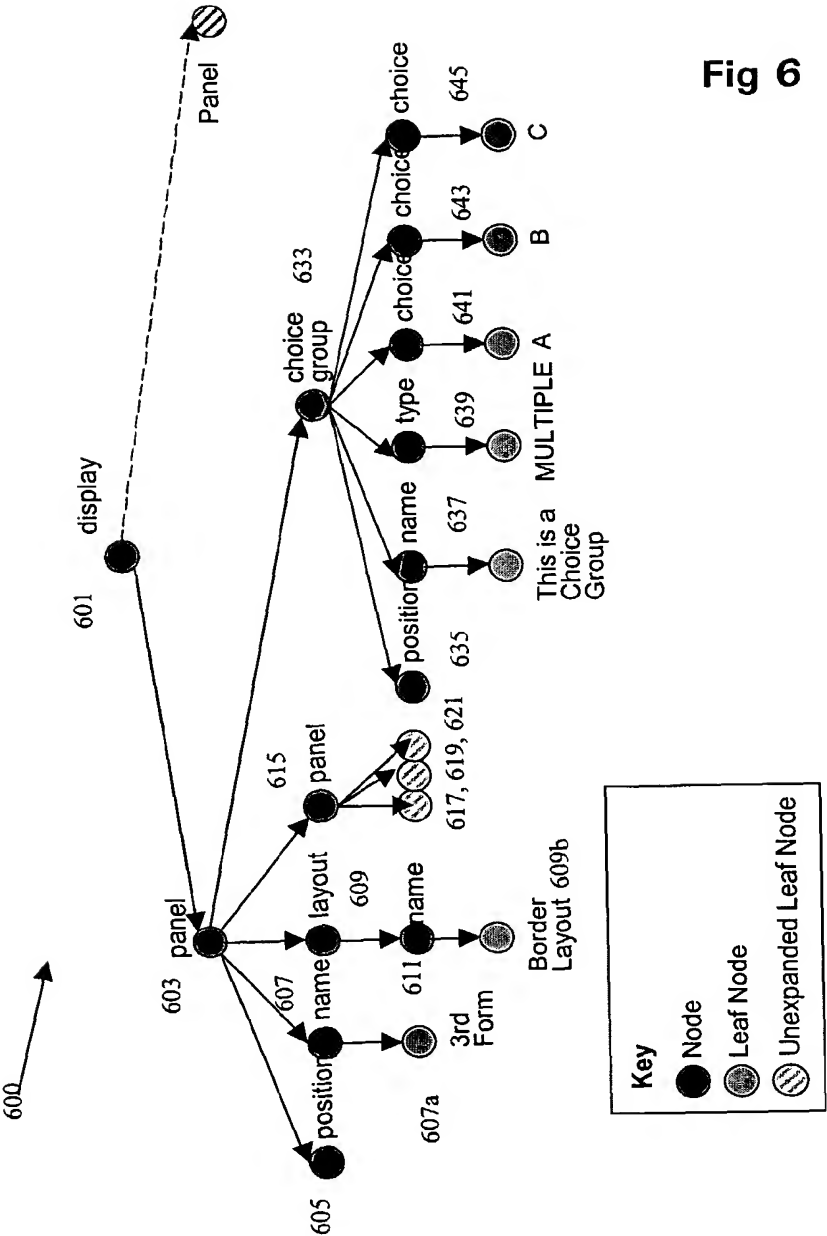 600
Fig 6
601
display
Panel
603
panel
633
choice
group
605
position
607
name
609
layout
615
panel
607a
3rd
Form
611
name
Border
Layout 609b
617, 619, 621
position
635
name
637
type
639
choice
641
choice
643
choice
645
This is a
Choice
Group
MULTIPLE
A
B
C
Key
Node
Leaf Node
Unexpanded Leaf Node